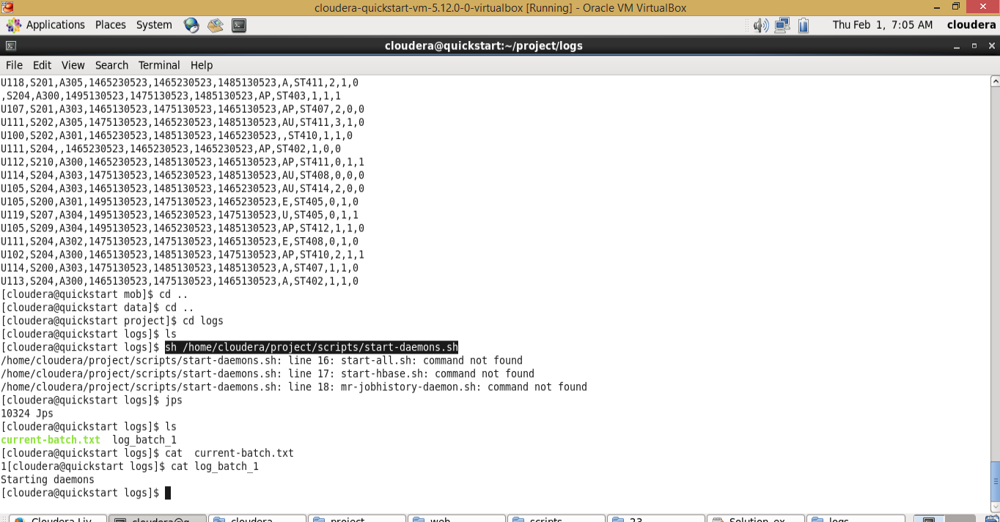 cloudera-quickstart-vm-5.12.0-0-virtualbox [Running] - Oracle VM VirtualBox
Applications Places System Thu Feb 1, 7:05 AM cloudera
cloudera@quickstart:~/project/logs
File Edit View Search Terminal Help
U118,S201,A305,1465230523,1465230523,1485130523,A,ST411,2,1,0
,S204,A300,1495130523,1475130523,1485130523,AP,ST403,1,1,1
U107,S201,A303,1465130523,1475130523,1465130523,AP,ST407,2,0,0
U111,S202,A305,1475130523,1465230523,1485130523,AU,ST411,3,1,0
U100,S202,A301,1465230523,1485130523,1465230523,,ST410,1,1,0
U111,S204,,1465230523,1465230523,1465230523,AP,ST402,1,0,0
U112,S210,A300,1465230523,1485130523,1465130523,AP,ST411,0,1,1
U114,S204,A303,1475130523,1465230523,1485130523,AU,ST408,0,0,0
U105,S204,A303,1465130523,1485130523,1465230523,AU,ST414,2,0,0
U105,S200,A301,1495130523,1475130523,1465230523,E,ST405,0,1,0
U119,S207,A304,1495130523,1465230523,1475130523,U,ST405,0,1,1
U105,S209,A304,1495130523,1465230523,1485130523,AP,ST412,1,1,0
U111,S204,A302,1475130523,1475130523,1465130523,E,ST408,0,1,0
U102,S204,A300,1465130523,1485130523,1475130523,AP,ST410,2,1,1
U114,S200,A303,1475130523,1485130523,1485130523,A,ST407,1,1,0
U113,S204,A300,1465130523,1475130523,1465130523,A,ST402,1,1,0
[cloudera@quickstart mob]$ cd ..
[cloudera@quickstart data]$ cd ..
[cloudera@quickstart project]$ cd logs
[cloudera@quickstart logs]$ ls
[cloudera@quickstart logs]$ sh /home/cloudera/project/scripts/start-daemons.sh
/home/cloudera/project/scripts/start-daemons.sh: line 16: start-all.sh: command not found
/home/cloudera/project/scripts/start-daemons.sh: line 17: start-hbase.sh: command not found
/home/cloudera/project/scripts/start-daemons.sh: line 18: mr-jobhistory-daemon.sh: command not found
[cloudera@quickstart logs]$ jps
10324 Jps
[cloudera@quickstart logs]$ ls
current-batch.txt  log_batch_1
[cloudera@quickstart logs]$ cat  current-batch.txt
1[cloudera@quickstart logs]$ cat log_batch_1
Starting daemons
[cloudera@quickstart logs]$
Cloudera Liv... cloudera@q... cloudera project web scripts 23 Solution_ex... logs